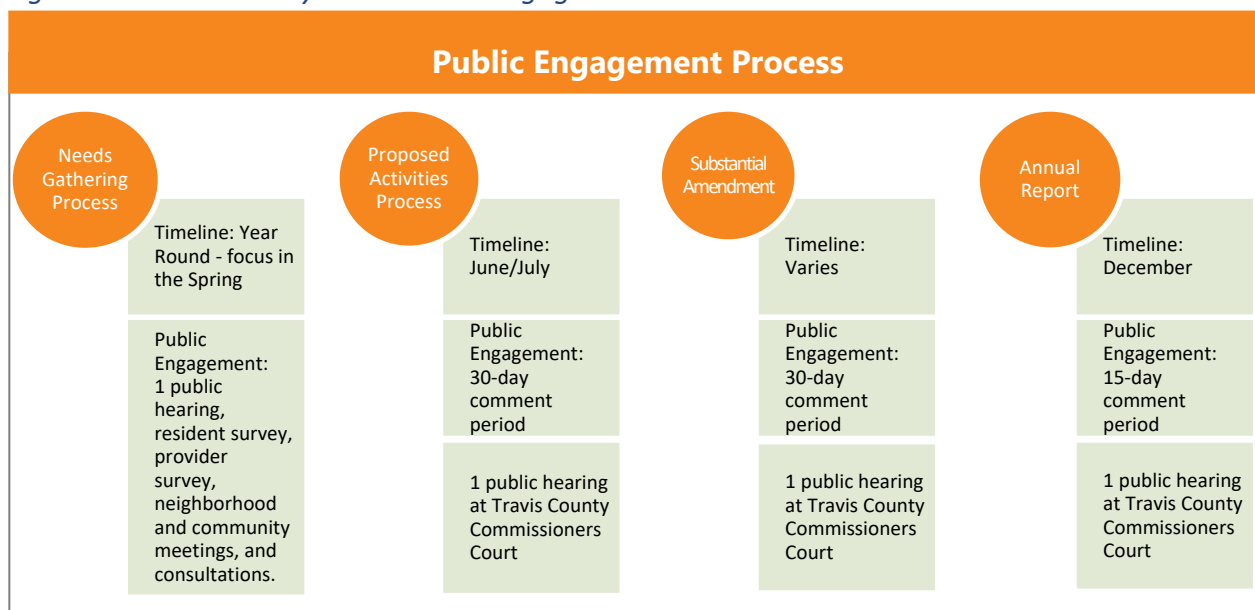 Public Engagement Process
Needs
Gathering
Process
Timeline: Year
Round - focus in
the Spring
Public
Engagement:
1 public
hearing,
resident survey,
provider
survey,
neighborhood
and community
meetings, and
consultations.
Proposed
Activities
Process
Timeline:
June/July
Public
Engagement:
30-day
comment
period
1 public hearing
at Travis County
Commissioners
Court
Substantial
Amendment
Timeline:
Varies
Public
Engagement:
30-day
comment
period
1 public hearing
at Travis County
Commissioners
Court
Annual
Report
Timeline:
December
Public
Engagement:
15-day
comment
period
1 public hearing
at Travis County
Commissioners
Court